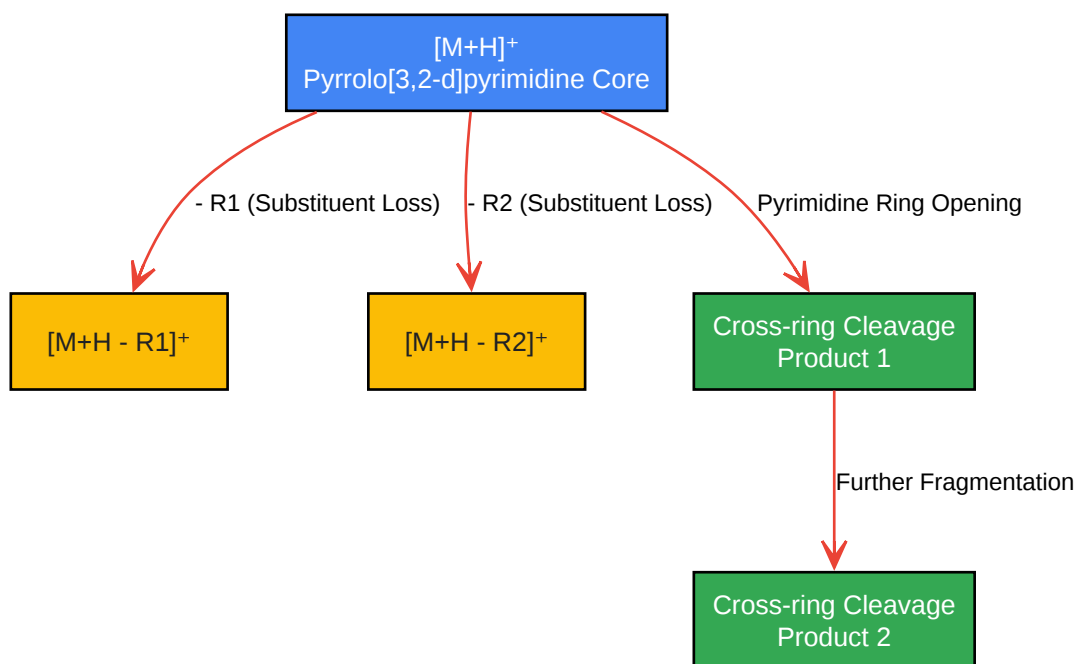 [M+H]⁺
Pyrrolo[3,2-d]pyrimidine Core
- R1 (Substituent Loss)
- R2 (Substituent Loss)
Pyrimidine Ring Opening
[M+H - R1]⁺
[M+H - R2]⁺
Cross-ring Cleavage
Product 1
Further Fragmentation
Cross-ring Cleavage
Product 2